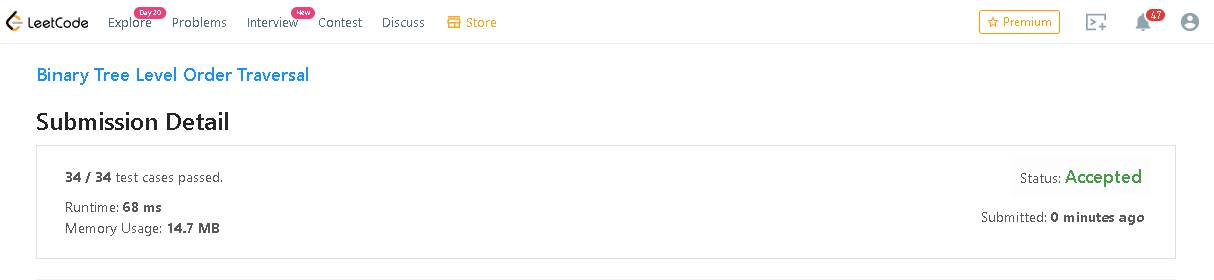 LeetCode Explore Day 20 Problems Interview New Contest Discuss Store Premium 47
Binary Tree Level Order Traversal
Submission Detail
34 / 34 test cases passed. Status: Accepted
Runtime: 68 ms
Submitted: 0 minutes ago
Memory Usage: 14.7 MB